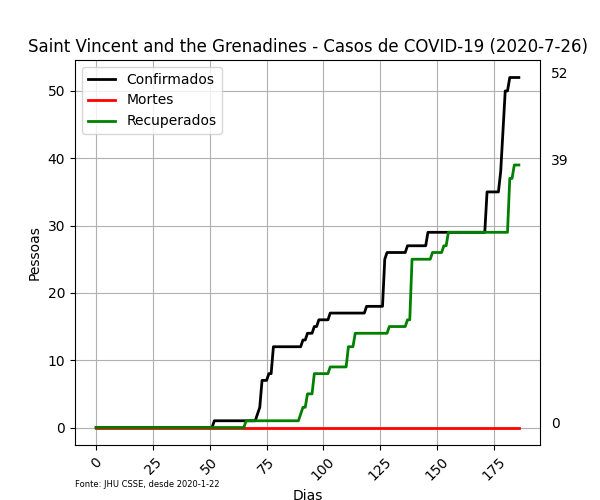 Saint Vincent and the Grenadines - Casos de COVID-19 (2020-7-26)
Confirmados
Mortes
Recuperados
52
39
0
Pessoas
50
40
30
20
10
0
0
25
50
75
100
125
150
175
Fonte: JHU CSSE, desde 2020-1-22
Dias